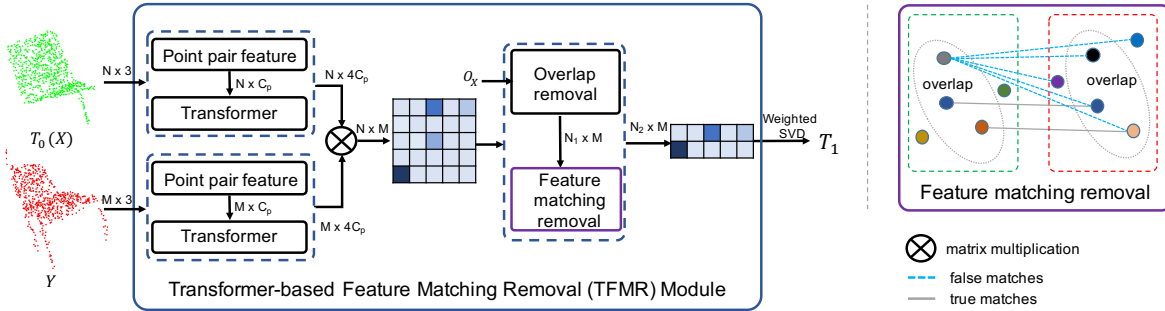 T₀(X)
N x 3
Point pair feature
N x Cₚ
Transformer
N x 4Cₚ
Y
M x 3
Point pair feature
M x Cₚ
Transformer
M x 4Cₚ
N x M
Oₓ
Overlap
removal
N₁ x M
Feature
matching
removal
N₂ x M
Weighted
SVD
T₁
Transformer-based Feature Matching Removal (TFMR) Module
overlap
overlap
Feature matching removal
matrix multiplication
false matches
true matches